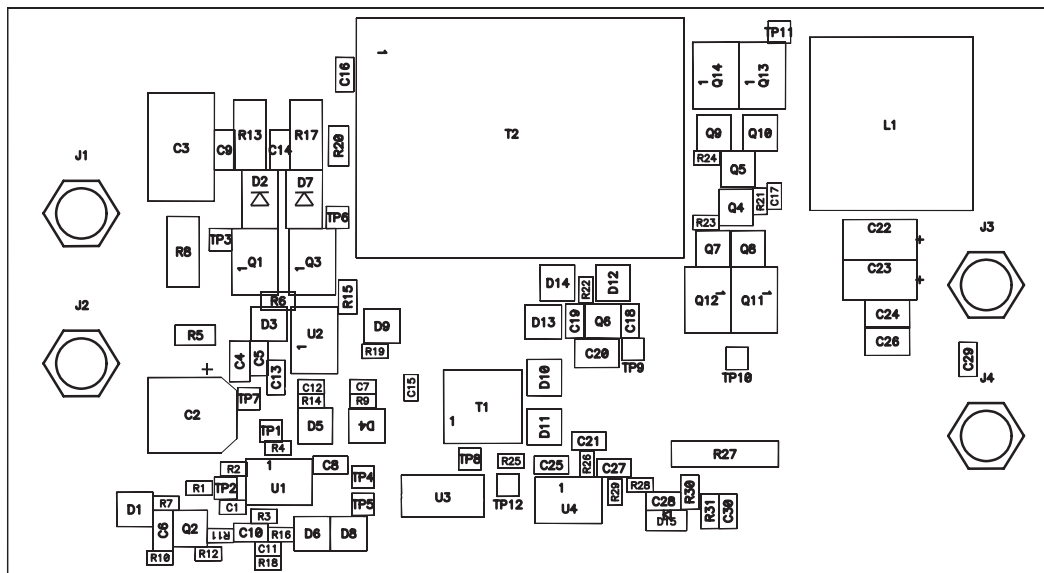 TP11
1
C16
Q14
1
Q13
1
R13
R17
R20
T2
L1
C3
C9
C14
Q9
Q10
J1
R24
Q5
D2
D7
R21
C17
Q4
TP6
R23
C22
J3
TP3
R8
Q1
1
Q3
1
Q7
Q8
C23
D14
R22
D12
R6
R15
Q12
1
Q11
1
J2
D3
U2
D9
D13
C19
Q6
C18
C24
R5
R19
C20
TP9
C26
C4
C5
C13
TP10
C29
C12
C7
C15
D10
J4
TP7
R14
R9
T1
1
C2
D5
D4
D11
TP1
R4
C21
R27
1
R2
C8
TP8
R25
C25
R26
C27
TP4
R1
TP2
U1
U3
TP12
1
R29
R28
R30
C1
TP5
U4
C28
D1
R7
R3
D15
R31
C30
C6
Q2
R11
C10
R16
D6
D8
R10
R12
C11
R18
+
+
+